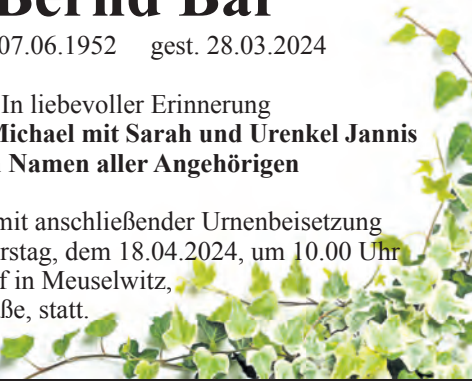 Bernd Bär
07.06.1952 gest. 28.03.2024
In liebevoller Erinnerung
Michael mit Sarah und Urenkel Jannis
Namen aller Angehörigen
mit anschließender Urnenbeisetzung
rstag, dem 18.04.2024, um 10.00 Uhr
f in Meuselwitz,
ße, statt.